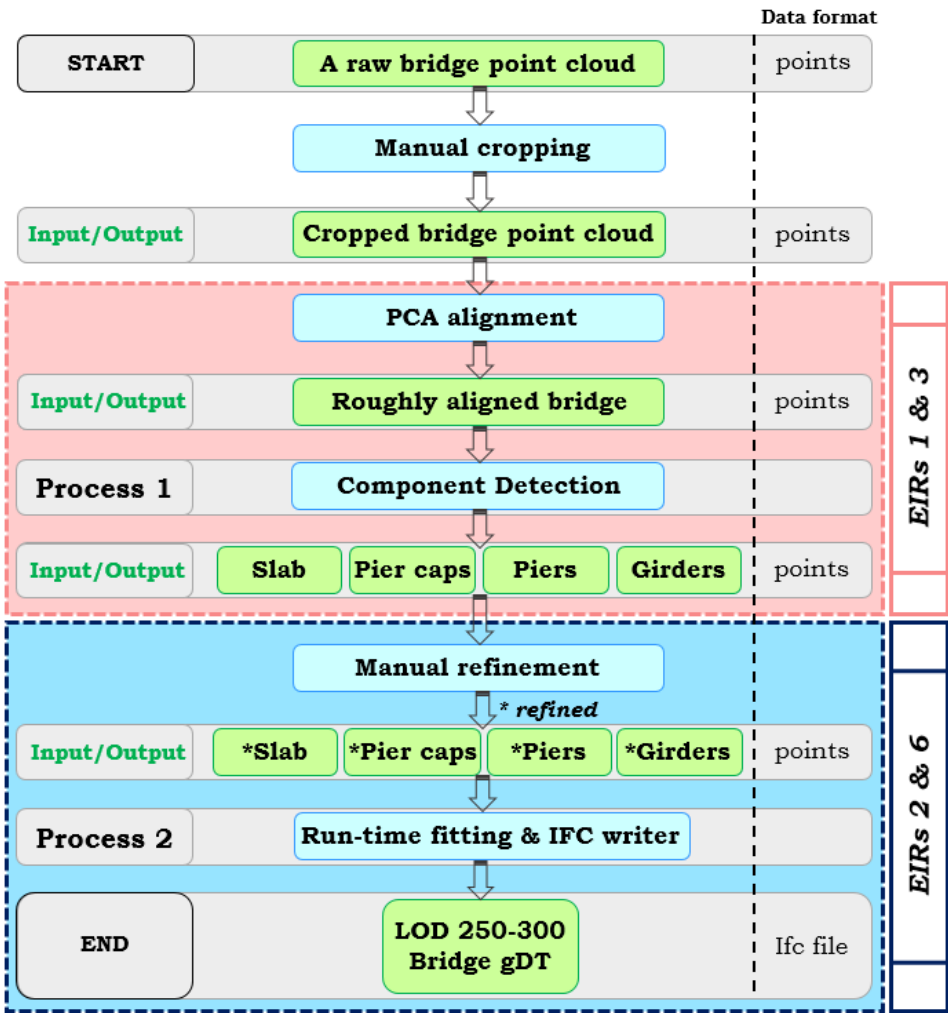 Data format
START
A raw bridge point cloud
points
Manual cropping
Input/Output
Cropped bridge point cloud
points
PCA alignment
Input/Output
Roughly aligned bridge
points
Process 1
Component Detection
Input/Output
Slab
Pier caps
Piers
Girders
points
EIRs 1 & 3
Manual refinement
* refined
Input/Output
*Slab
*Pier caps
*Piers
*Girders
points
Process 2
Run-time fitting & IFC writer
END
LOD 250-300
Bridge gDT
Ifc file
EIRs 2 & 6